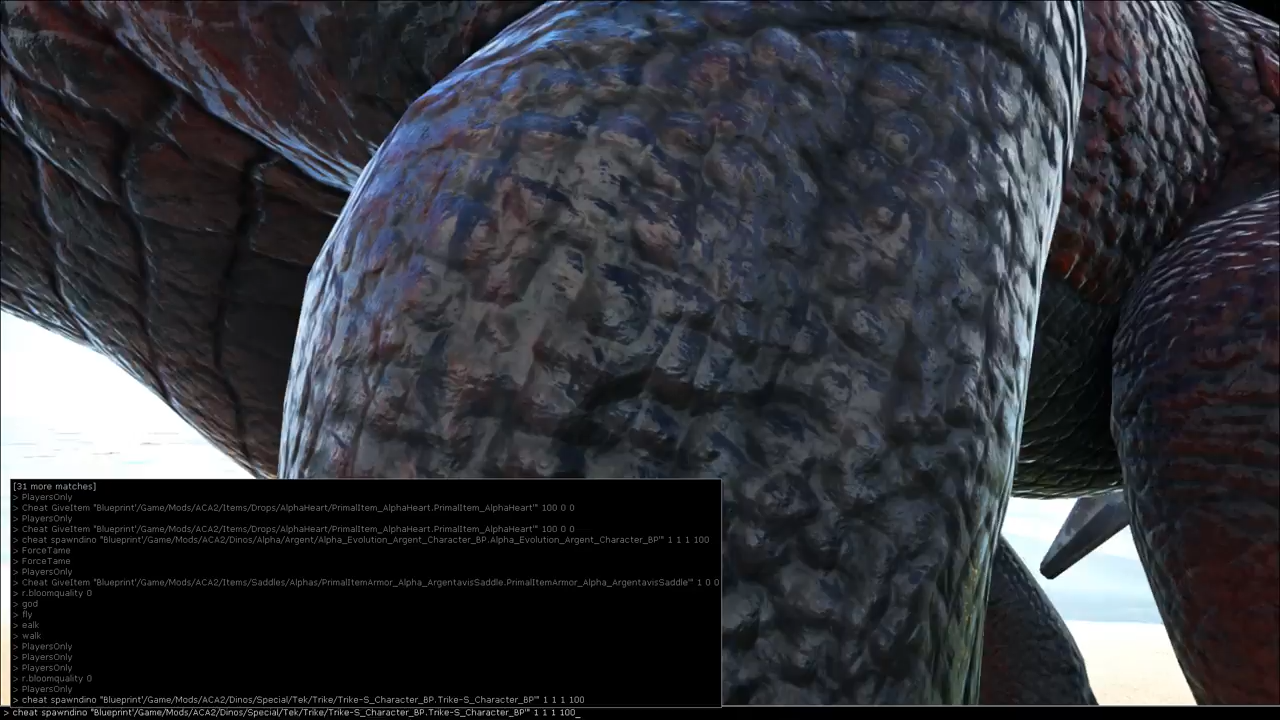 [31 more matches]
> PlayersOnly
> Cheat GiveItem "Blueprint'/Game/Mods/ACA2/Items/Drops/AlphaHeart/PrimalItem_AlphaHeart.PrimalItem_AlphaHeart'" 100 0 0
> PlayersOnly
> Cheat GiveItem "Blueprint'/Game/Mods/ACA2/Items/Drops/AlphaHeart/PrimalItem_AlphaHeart.PrimalItem_AlphaHeart'" 100 0 0
> cheat spawndino "Blueprint'/Game/Mods/ACA2/Dinos/Alpha/Argent/Alpha_Evolution_Argent_Character_BP.Alpha_Evolution_Argent_Character_BP'" 1 1 1 100
> ForceTame
> ForceTame
> PlayersOnly
> Cheat GiveItem "Blueprint'/Game/Mods/ACA2/Items/Saddles/Alphas/PrimalItemArmor_Alpha_ArgentavisSaddle.PrimalItemArmor_Alpha_ArgentavisSaddle'" 1 0 0
> r.bloomquality 0
> god
> fly
> ealk
> walk
> PlayersOnly
> PlayersOnly
> PlayersOnly
> r.bloomquality 0
> PlayersOnly
> cheat spawndino "Blueprint'/Game/Mods/ACA2/Dinos/Special/Tek/Trike/Trike-S_Character_BP.Trike-S_Character_BP'" 1 1 1 100
> cheat spawndino "Blueprint'/Game/Mods/ACA2/Dinos/Special/Tek/Trike/Trike-S_Character_BP.Trike-S_Character_BP'" 1 1 1 100_